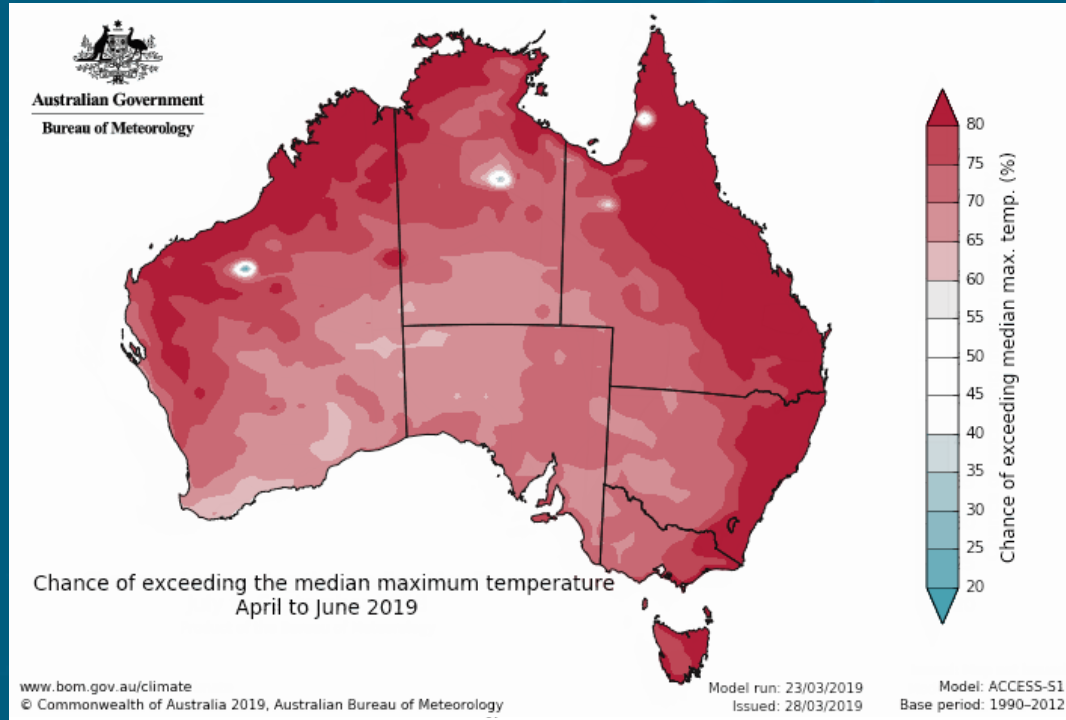 Australian Government
Bureau of Meteorology
80
75
70
65
60
55
50
45
40
35
30
25
20
Chance of exceeding median max. temp. (%)
Chance of exceeding the median maximum temperature
April to June 2019
www.bom.gov.au/climate
© Commonwealth of Australia 2019, Australian Bureau of Meteorology
Model run: 23/03/2019
Issued: 28/03/2019
Model: ACCESS-S1
Base period: 1990–2012